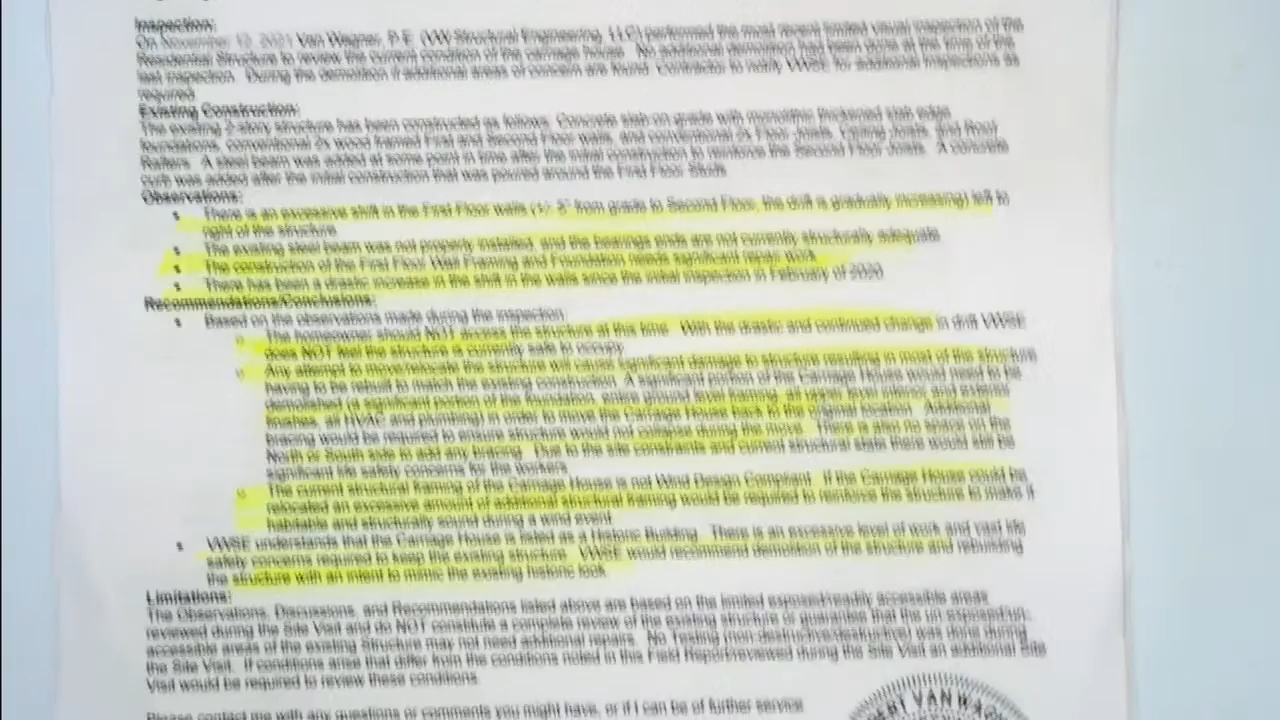 Inspection:
On November 12, 2021 Van Wagner, P.E. (VW Structural Engineering, LLC) performed the most recent limited visual inspection of the
Residential Structure to review the current condition of the carriage house. No additional demolition had been done at the time of the
last inspection. During the demolition if additional areas of concern are found Contractor to notify VWSE for additional inspections as
required.
Existing Construction:
The existing 2-story structure has been constructed as follows: Concrete slab on grade with monolithic thickened slab edge
foundations, conventional 2x wood framed First and Second Floor walls, and conventional 2x Floor Joists, Ceiling Joists, and Roof
Rafters. A steel beam was added at some point in time after the initial construction to reinforce the Second Floor Joists. A concrete
curb was added after the initial construction that was poured around the First Floor Studs.
Observations:
There is an excessive shift in the First Floor walls (+/- 5" from grade to Second Floor, the drift is gradually increasing) left to
right of the structure.
The existing steel beam was not properly installed, and the bearings ends are not currently structurally adequate.
The construction of the First Floor Wall Framing and Foundation needs significant repair work.
There has been a drastic increase in the shift in the walls since the initial inspection in February of 2020.
Recommendations/Conclusions:
Based on the observations made during the inspection:
The homeowner should NOT access the structure at this time. With the drastic and continued change in drift VWSE
does NOT feel the structure is currently safe to occupy.
Any attempt to move/relocate the structure will cause significant damage to structure resulting in most of the structure
having to be rebuilt to match the existing construction. A significant portion of the Carriage House would need to be
demolished (a significant portion of the foundation, entire ground floor framing, all upper level interior and exterior
finishes, all HVAC and plumbing) in order to move the Carriage House back to the original location. Additional
bracing would be required to ensure structure would not collapse during the move. There is also no space on the
North or South side to add any bracing. Due to the site constraints and current structural state there would still be
significant life safety concerns for the workers.
The current structural framing of the Carriage House is not Wind Design Compliant. If the Carriage House could be
relocated an excessive amount of additional structural framing would be required to reinforce the structure to make it
habitable and structurally sound during a wind event.
VWSE understands that the Carriage House is listed as a Historic Building. There is an excessive level of work and vast life
safety concerns required to keep the existing structure. VWSE would recommend demolition of the structure and rebuilding
the structure with an intent to mimic the existing historic look.
Limitations:
The Observations, Discussions, and Recommendations listed above are based on the limited exposed/readily accessible areas
reviewed during the Site Visit and do NOT constitute a complete review of the existing structure or guarantee that the un exposed/un-
accessible areas of the existing Structure may not need additional repairs. No Testing (non-destructive/destructive) was done during
the Site Visit. If conditions arise that differ from the conditions noted in this Field Report/reviewed during the Site Visit an additional Site
Visit would be required to review these conditions.
Please contact me with any questions or comments you might have, or if I can be of further service
VAN WAG